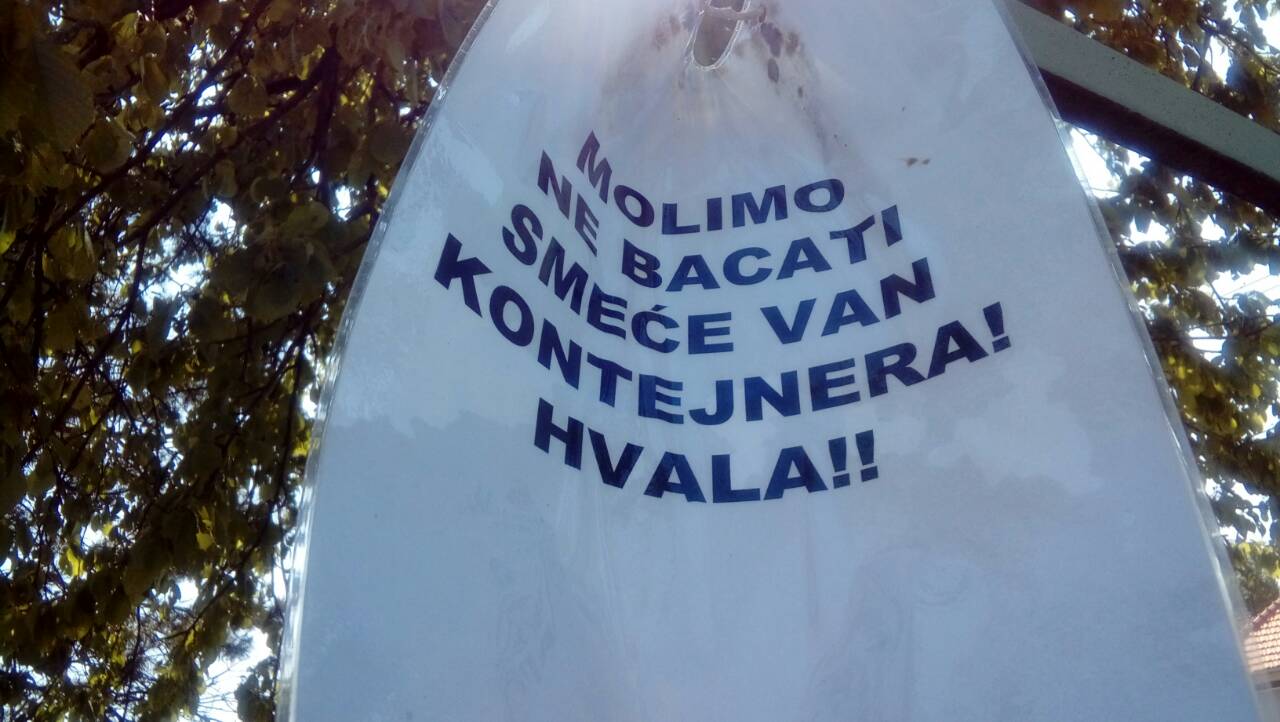 MOLIMO
NE BACATI
SMEĆE VAN
KONTEJNERA!
HVALA!!